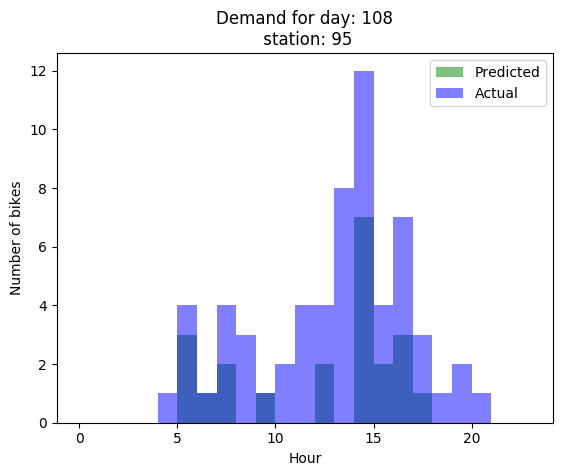 Demand for day: 108
station: 95
Predicted
Actual
Number of bikes
12
10
8
6
4
2
0
0 5 10 15 20
Hour